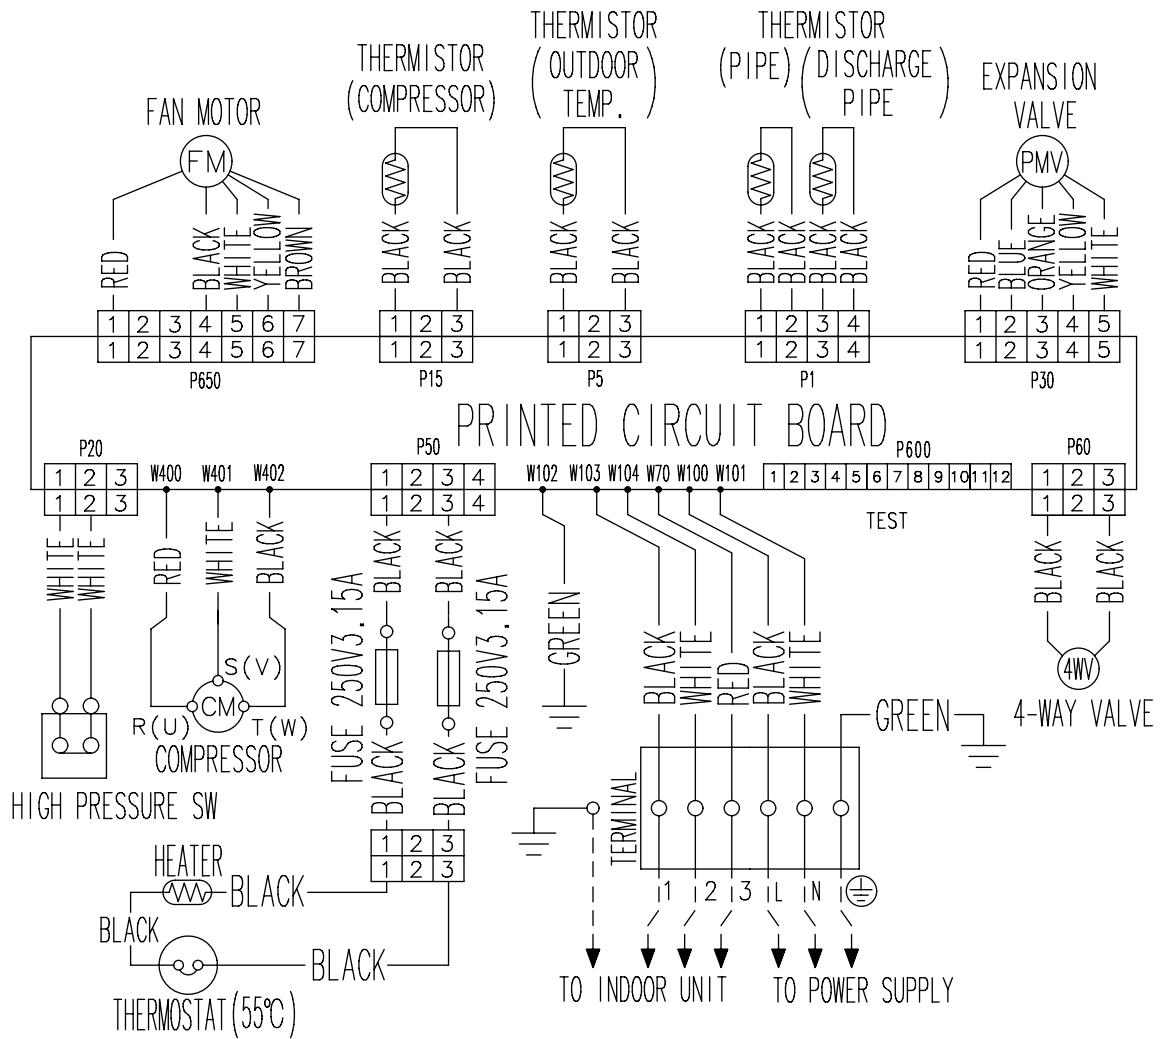 THERMISTOR
(OUTDOOR
TEMP.)
THERMISTOR
(PIPE) (DISCHARGE
PIPE)
THERMISTOR
(COMPRESSOR)
EXPANSION
VALVE
FAN MOTOR
FM
PMV
RED BLACK WHITE YELLOW BROWN
BLACK BLACK
BLACK BLACK
BLACK BLACK BLACK BLACK
RED BLUE ORANGE YELLOW WHITE
1 2 3 4 5 6 7
1 2 3 4 5 6 7
P650
1 2 3
1 2 3
P15
1 2 3
1 2 3
P5
1 2 3 4
1 2 3 4
P1
1 2 3 4 5
1 2 3 4 5
P30
PRINTED CIRCUIT BOARD
P20
1 2 3
1 2 3
W400 W401 W402
P50
1 2 3 4
1 2 3 4
W102 W103 W104 W70 W100 W101
P600
1 2 3 4 5 6 7 8 9 10 11 12
TEST
P60
1 2 3
1 2 3
WHITE WHITE
RED WHITE BLACK
BLACK BLACK
GREEN
BLACK BLACK
FUSE 250V3.15A
FUSE 250V3.15A
BLACK WHITE RED BLACK WHITE
S(V)
CM
R(U) T(W)
COMPRESSOR
HIGH PRESSURE SW
4WV
4-WAY VALVE
GREEN
BLACK BLACK
TERMINAL
1 2 3
1 2 3
HEATER
BLACK
BLACK
BLACK
THERMOSTAT(55℃)
1 2 3 L N
TO INDOOR UNIT
TO POWER SUPPLY